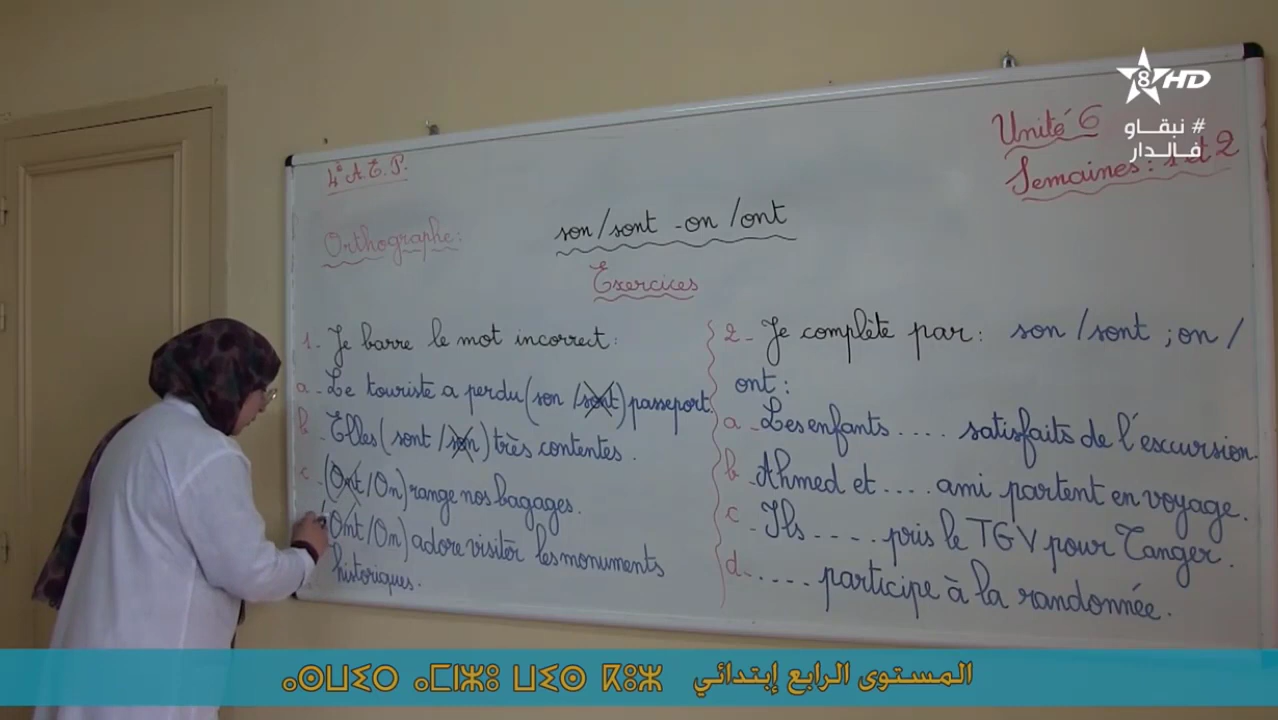 8 HD
# نبقاو
فالدار
4e A.E.P.
Unité 6
Semaines : 1 et 2
Orthographe :
son / sont - on / ont
Exercices
1 - Je barre le mot incorrect :
a - Le touriste a perdu (son / sont) passeport.
b - Elles (sont / son) très contentes .
c - (Ont / On) range nos bagages.
(Ont / On) adore visiter les monuments
historiques.
2 - Je complète par : son / sont ; on /
ont :
a - Les enfants .... satisfaits de l'excursion.
b - Ahmed et .... ami partent en voyage.
c - Ils .... pris le TGV pour Tanger.
d - .... participe à la randonnée.
ⴰⵙⵡⵉⵔ ⴰⵎⵏⵣⵓ ⵡⵉⵙ ⴽⵓⵥ المستوى الرابع إبتدائي